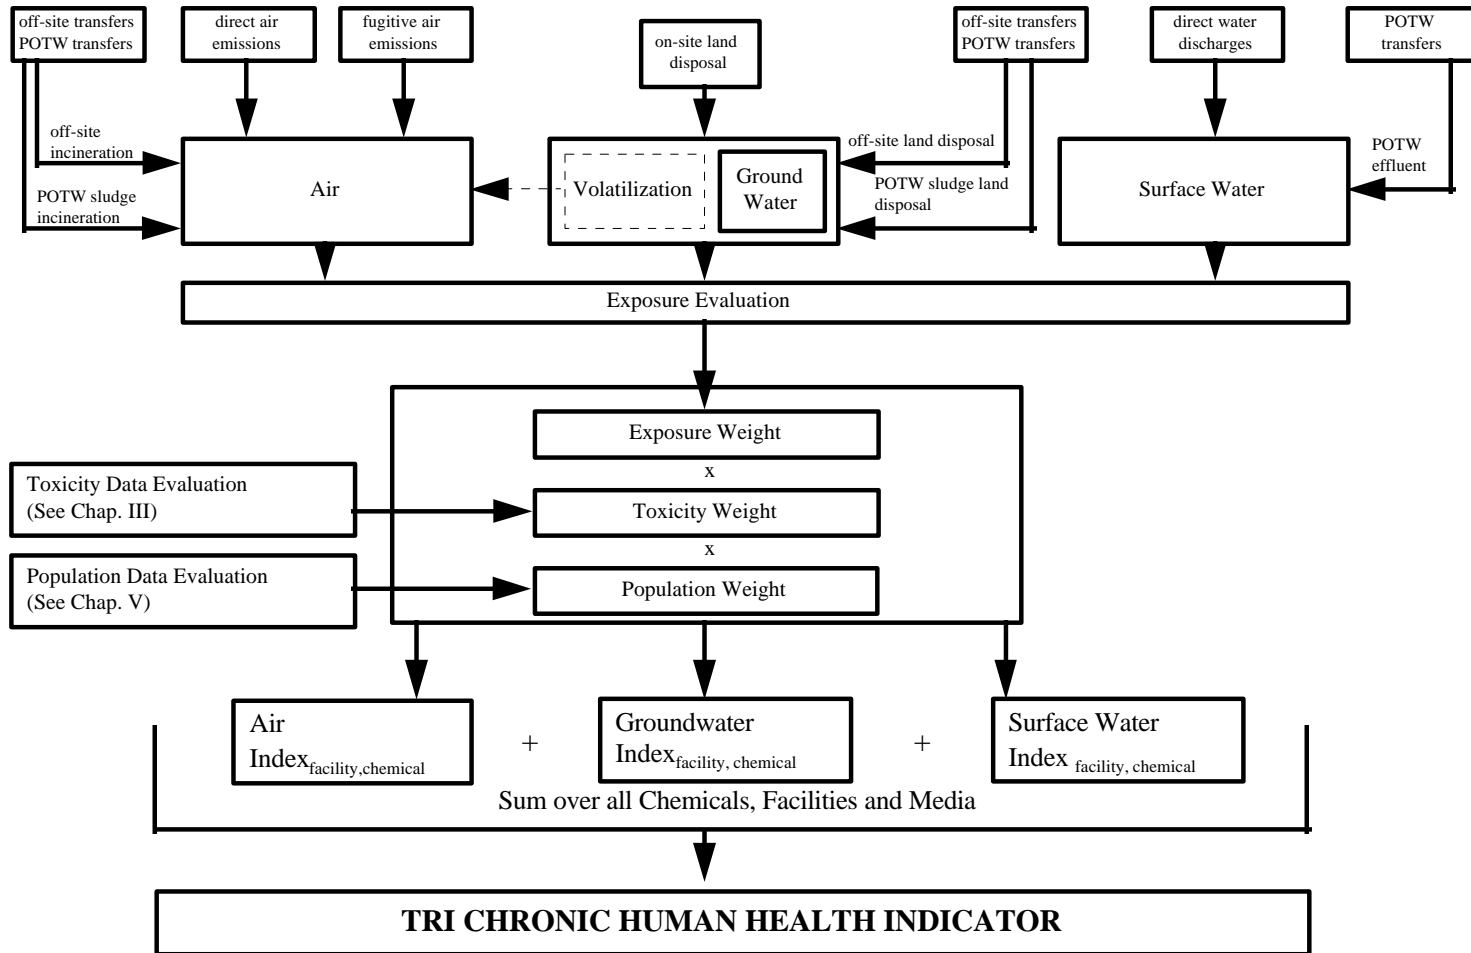 off-site transfers
POTW transfers
direct air
emissions
fugitive air
emissions
on-site land
disposal
off-site transfers
POTW transfers
direct water
discharges
POTW
transfers
off-site
incineration
POTW sludge
incineration
Air
Volatilization
Ground
Water
off-site land disposal
POTW sludge land
disposal
Surface Water
POTW
effluent
Exposure Evaluation
Exposure Weight
x
Toxicity Data Evaluation
(See Chap. III)
Toxicity Weight
x
Population Data Evaluation
(See Chap. V)
Population Weight
Air
Index facility,chemical
+
Groundwater
Index facility, chemical
+
Surface Water
Index facility, chemical
Sum over all Chemicals, Facilities and Media
TRI CHRONIC HUMAN HEALTH INDICATOR